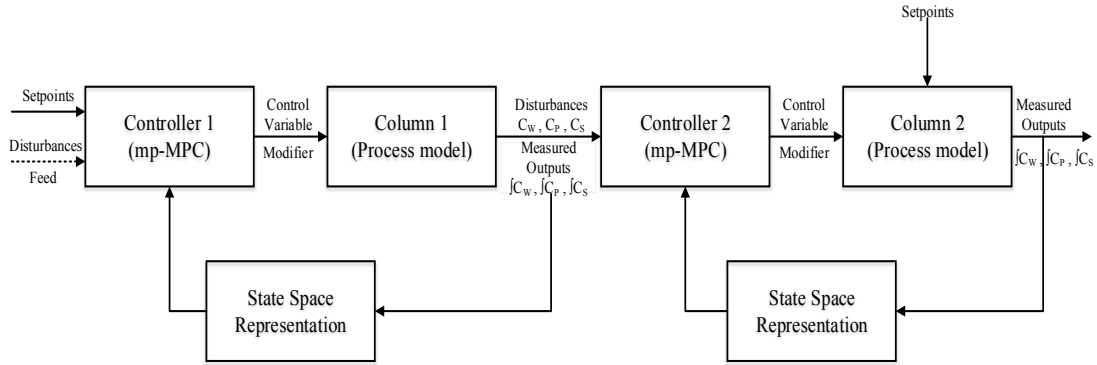 Setpoints
Setpoints
Disturbances
Feed
Controller 1
(mp-MPC)
Control
Variable
Modifier
Column 1
(Process model)
Disturbances
C_W , C_P , C_S
Measured
Outputs
∫C_W , ∫C_P , ∫C_S
Controller 2
(mp-MPC)
Control
Variable
Modifier
Column 2
(Process model)
Measured
Outputs
∫C_W , ∫C_P , ∫C_S
State Space
Representation
State Space
Representation